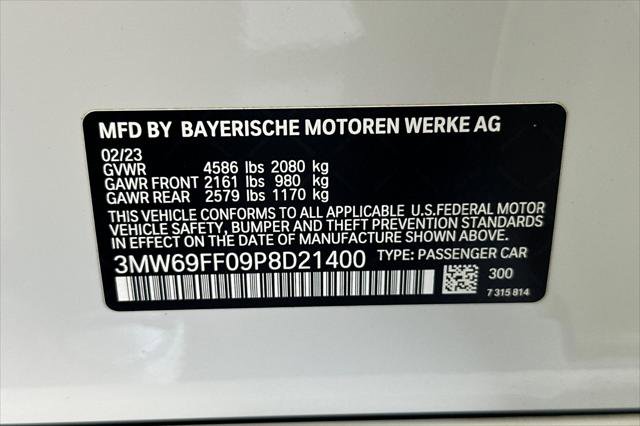 MFD BY BAYERISCHE MOTOREN WERKE AG
02/23
GVWR 4586 lbs 2080 kg
GAWR FRONT 2161 lbs 980 kg
GAWR REAR 2579 lbs 1170 kg
THIS VEHICLE CONFORMS TO ALL APPLICABLE U.S.FEDERAL MOTOR
VEHICLE SAFETY, BUMPER AND THEFT PREVENTION STANDARDS
IN EFFECT ON THE DATE OF MANUFACTURE SHOWN ABOVE.
3MW69FF09P8D21400 TYPE: PASSENGER CAR
300
7 315 814